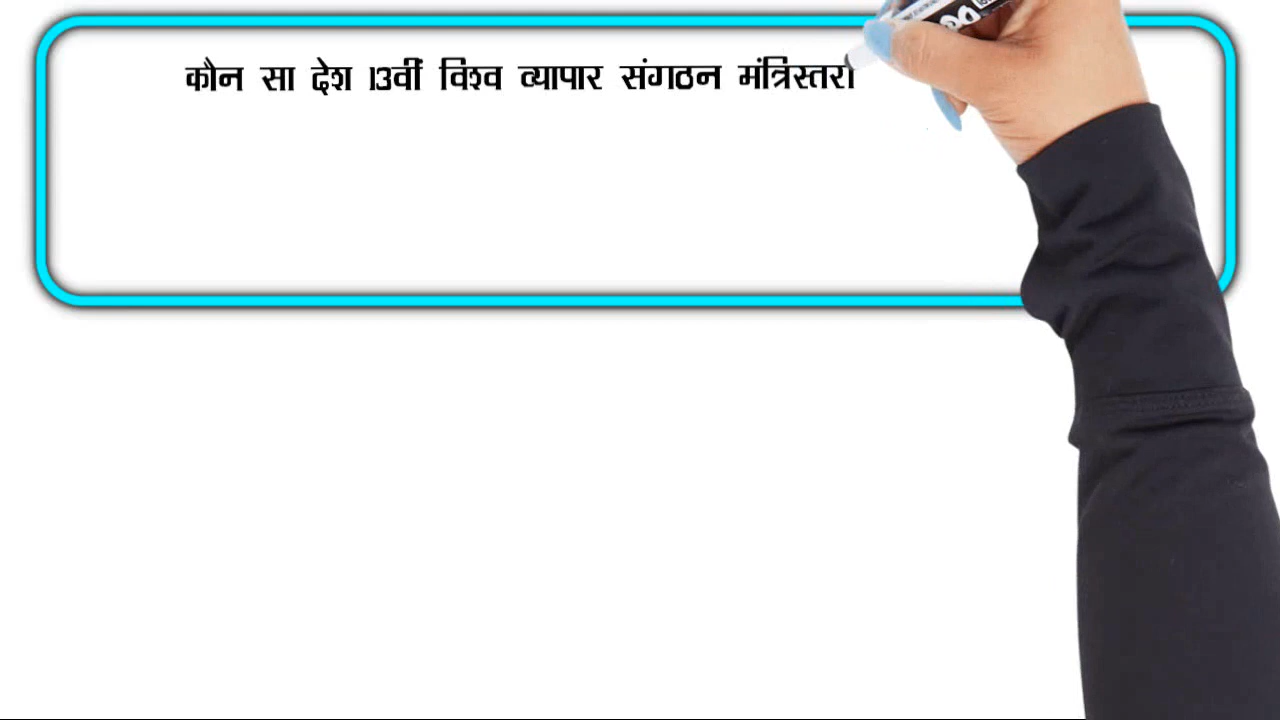 कौन सा देश 13वीं विश्व व्यापार संगठन मंत्रिस्तरा